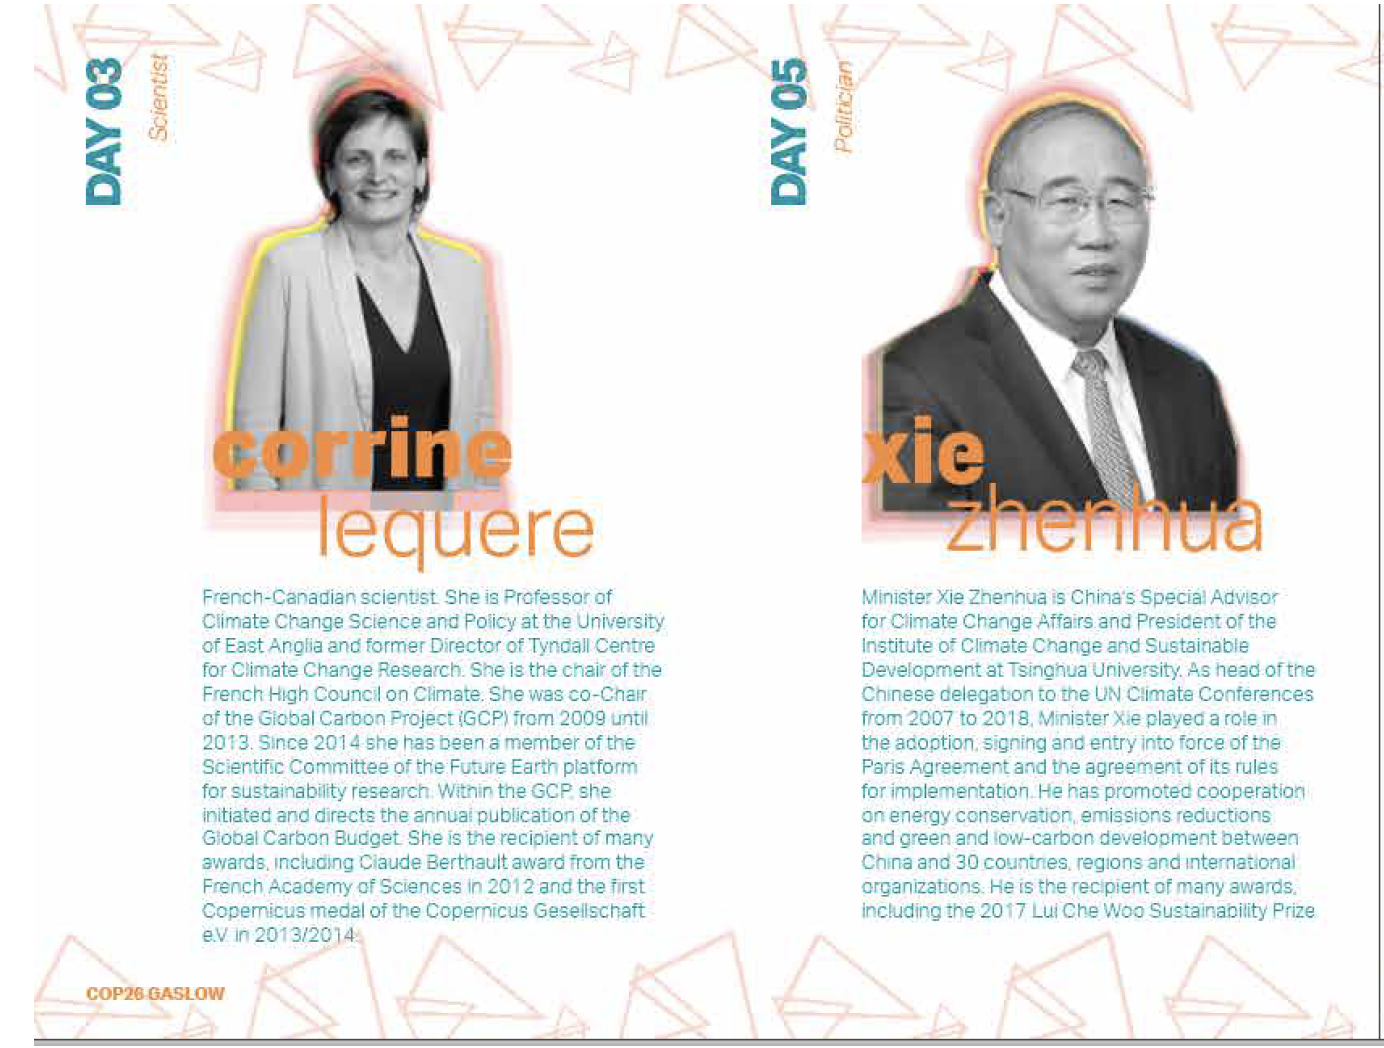 DAY 03
Scientist
corrine
lequere
French-Canadian scientist. She is Professor of
Climate Change Science and Policy at the University
of East Anglia and former Director of Tyndall Centre
for Climate Change Research. She is the chair of the
French High Council on Climate. She was co-Chair
of the Global Carbon Project (GCP) from 2009 until
2013. Since 2014 she has been a member of the
Scientific Committee of the Future Earth platform
for sustainability research. Within the GCP, she
initiated and directs the annual publication of the
Global Carbon Budget. She is the recipient of many
awards, including Claude Berthault award from the
French Academy of Sciences in 2012 and the first
Copernicus medal of the Copernicus Gesellschaft
e.V. in 2013/2014.
COP26 GASLOW
DAY 05
Politician
xie
zhenhua
Minister Xie Zhenhua is China's Special Advisor
for Climate Change Affairs and President of the
Institute of Climate Change and Sustainable
Development at Tsinghua University. As head of the
Chinese delegation to the UN Climate Conferences
from 2007 to 2018, Minister Xie played a role in
the adoption, signing and entry into force of the
Paris Agreement and the agreement of its rules
for implementation. He has promoted cooperation
on energy conservation, emissions reductions
and green and low-carbon development between
China and 30 countries, regions and international
organizations. He is the recipient of many awards,
including the 2017 Lui Che Woo Sustainability Prize.